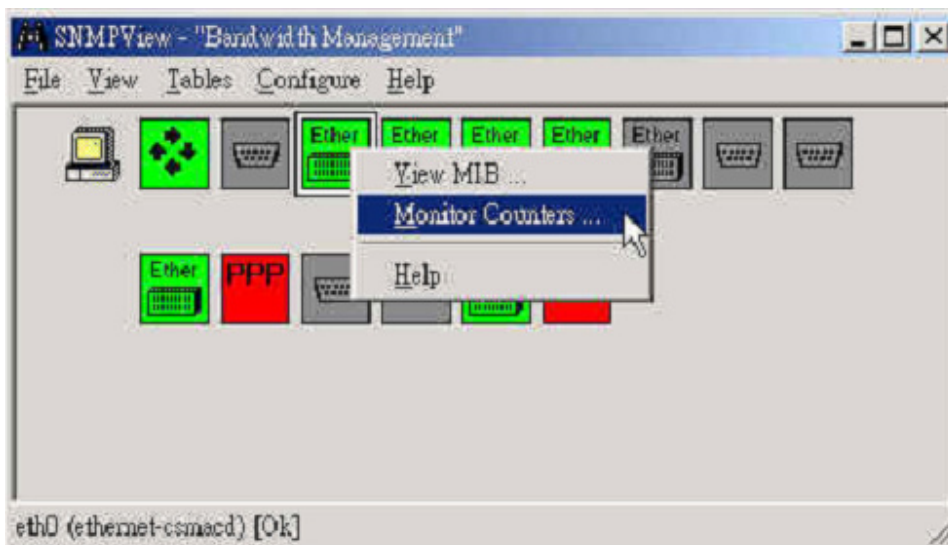 SNMPView - "Bandwidth Management"
File View Tables Configure Help
Ether Ether Ether Ether Ether
View MIB ...
Monitor Counters ...
Help
Ether PPP
eth0 (ethernet-csmacd) [Ok]